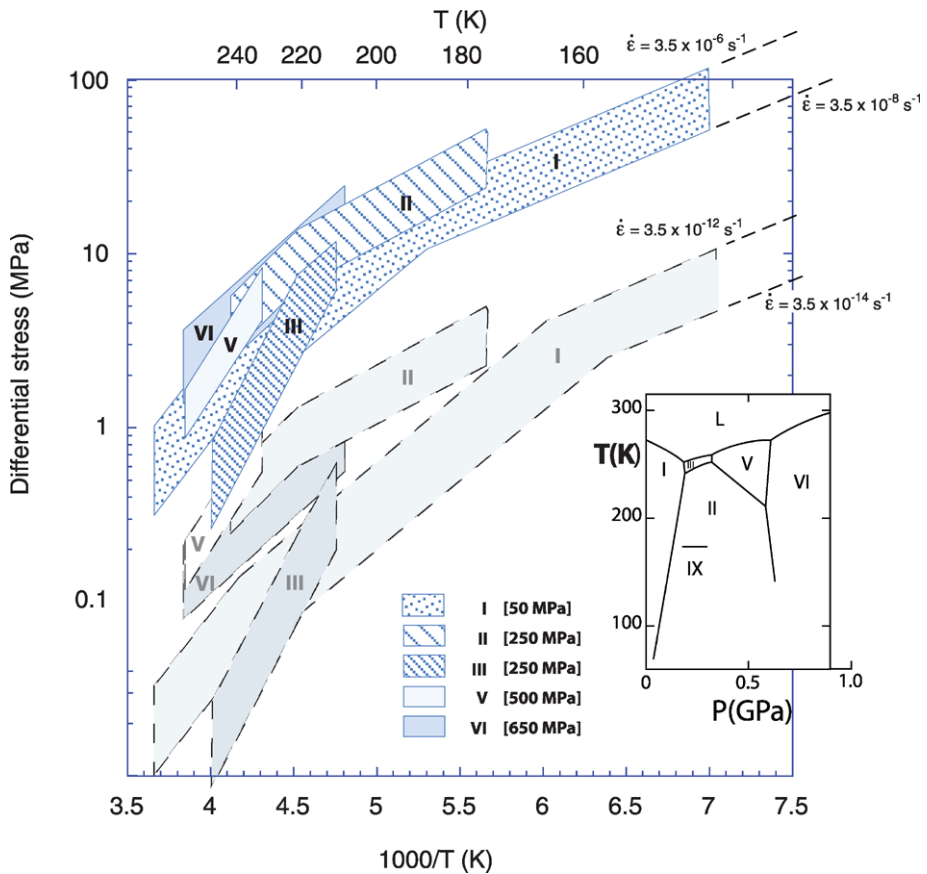 T (K)
240 220 200 180 160
ε̇ = 3.5 x 10⁻⁶ s⁻¹
100
ε̇ = 3.5 x 10⁻⁸ s⁻¹
I
II
ε̇ = 3.5 x 10⁻¹² s⁻¹
10
ε̇ = 3.5 x 10⁻¹⁴ s⁻¹
VI
V
III
Differential stress (MPa)
I
II
1
V
VI
III
0.1
I [50 MPa]
II [250 MPa]
III [250 MPa]
V [500 MPa]
VI [650 MPa]
300
L
T(K)
I
III
V
VI
II
200
IX
100
0 0.5 1.0
P(GPa)
3.5 4 4.5 5 5.5 6 6.5 7 7.5
1000/T (K)